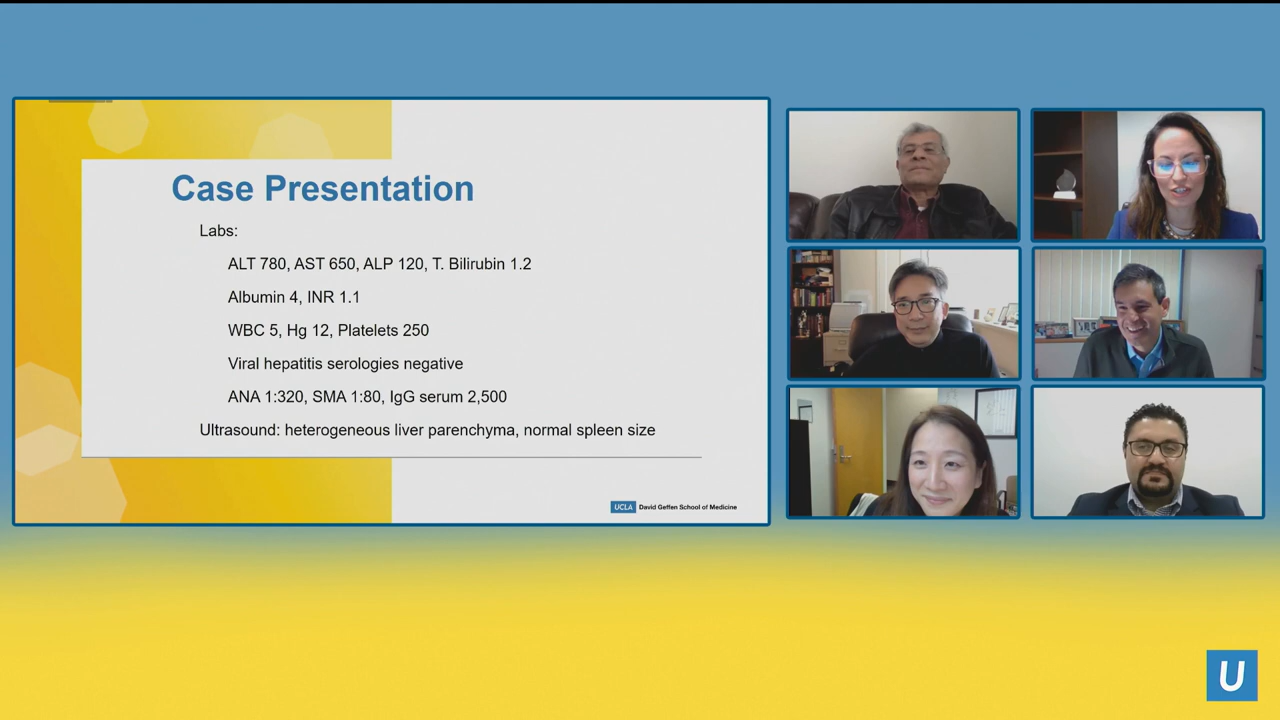 Case Presentation
Labs:
ALT 780, AST 650, ALP 120, T. Bilirubin 1.2
Albumin 4, INR 1.1
WBC 5, Hg 12, Platelets 250
Viral hepatitis serologies negative
ANA 1:320, SMA 1:80, IgG serum 2,500
Ultrasound: heterogeneous liver parenchyma, normal spleen size
UCLA David Geffen School of Medicine
U